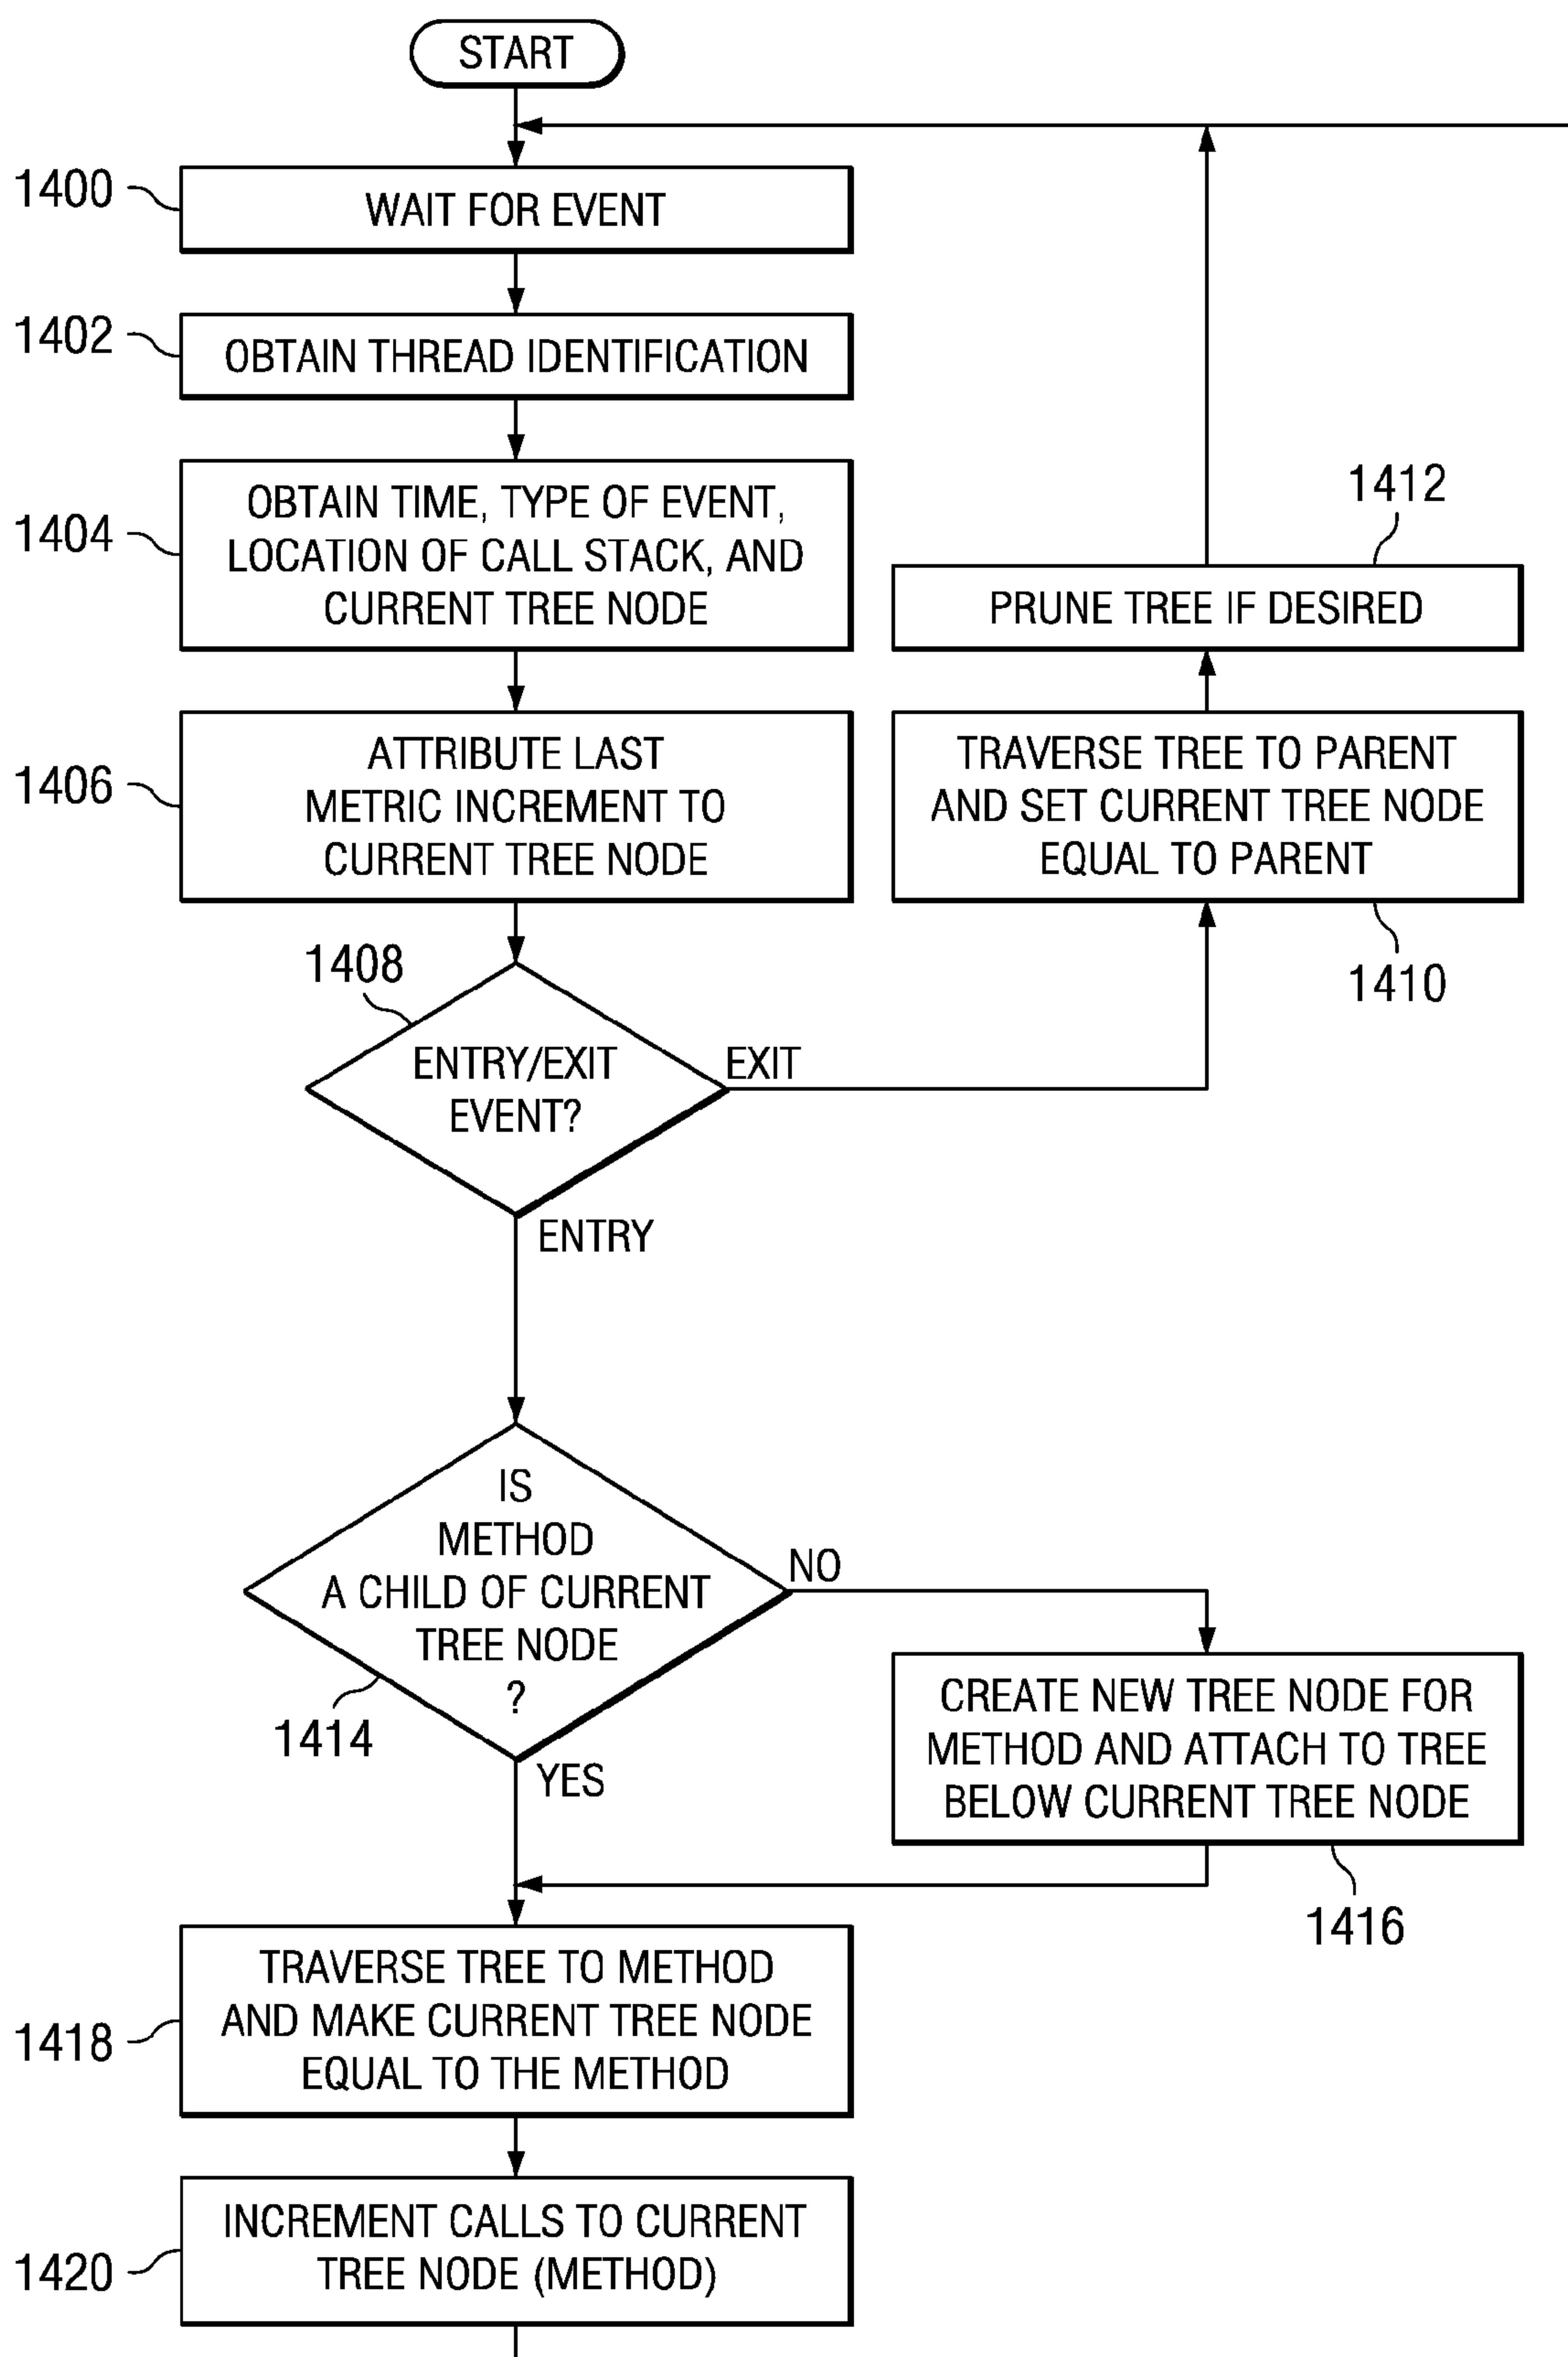 START
1400
WAIT FOR EVENT
1402
OBTAIN THREAD IDENTIFICATION
1404
OBTAIN TIME, TYPE OF EVENT,
LOCATION OF CALL STACK, AND
CURRENT TREE NODE
1406
ATTRIBUTE LAST
METRIC INCREMENT TO
CURRENT TREE NODE
1408
ENTRY/EXIT
EVENT?
EXIT
ENTRY
1412
PRUNE TREE IF DESIRED
TRAVERSE TREE TO PARENT
AND SET CURRENT TREE NODE
EQUAL TO PARENT
1410
IS
METHOD
A CHILD OF CURRENT
TREE NODE
?
1414
NO
YES
CREATE NEW TREE NODE FOR
METHOD AND ATTACH TO TREE
BELOW CURRENT TREE NODE
1416
1418
TRAVERSE TREE TO METHOD
AND MAKE CURRENT TREE NODE
EQUAL TO THE METHOD
1420
INCREMENT CALLS TO CURRENT
TREE NODE (METHOD)